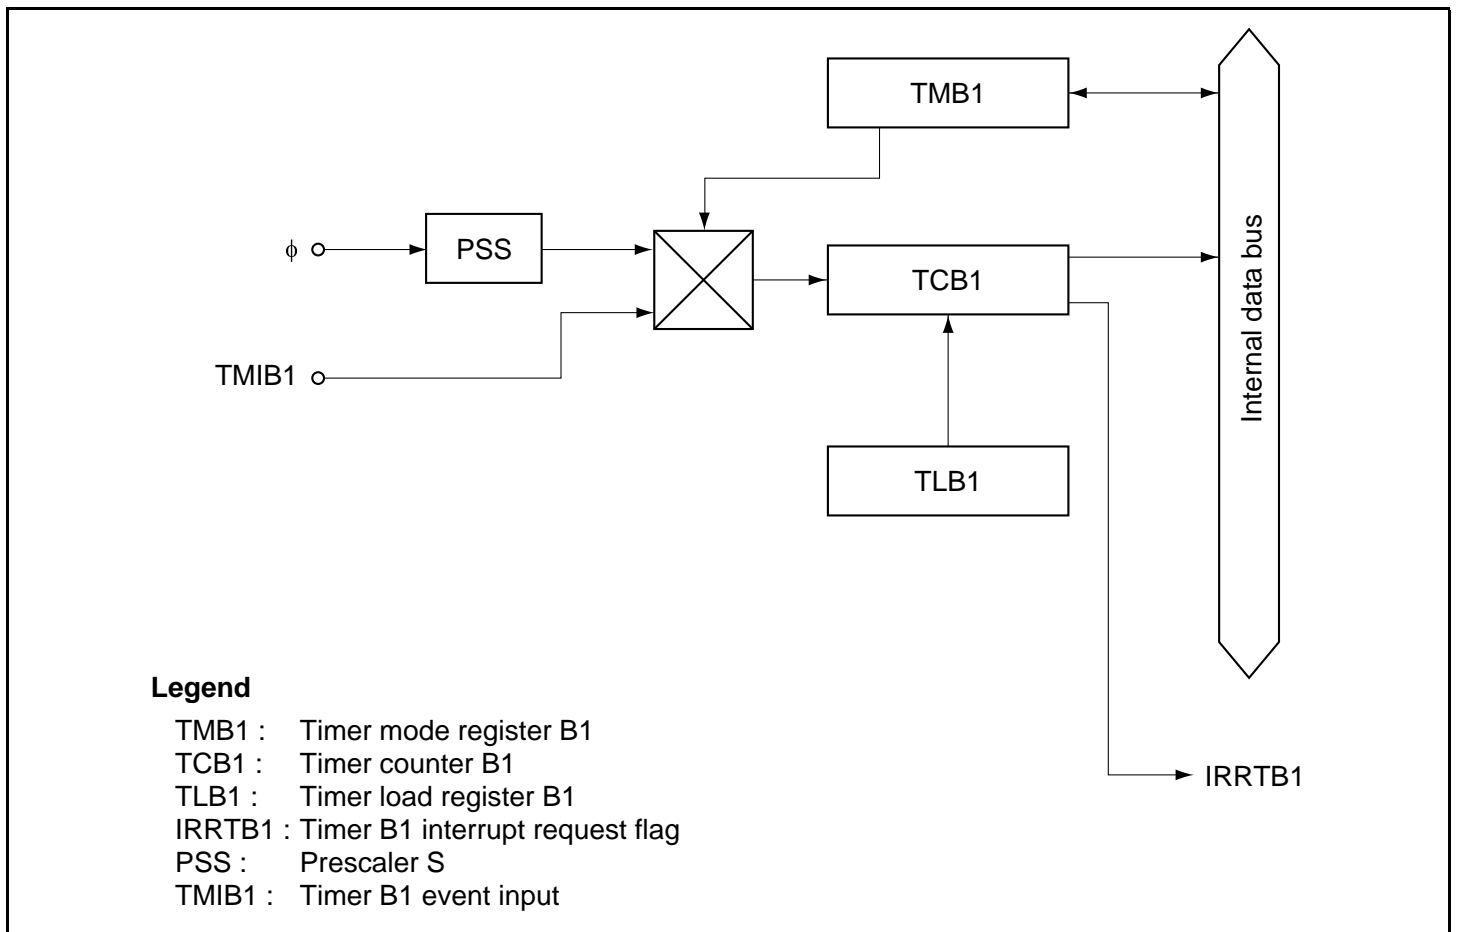 TMB1
ϕ
PSS
TCB1
TMIB1
Internal data bus
TLB1
IRRTB1
Legend
TMB1 : Timer mode register B1
TCB1 : Timer counter B1
TLB1 : Timer load register B1
IRRTB1 : Timer B1 interrupt request flag
PSS : Prescaler S
TMIB1 : Timer B1 event input